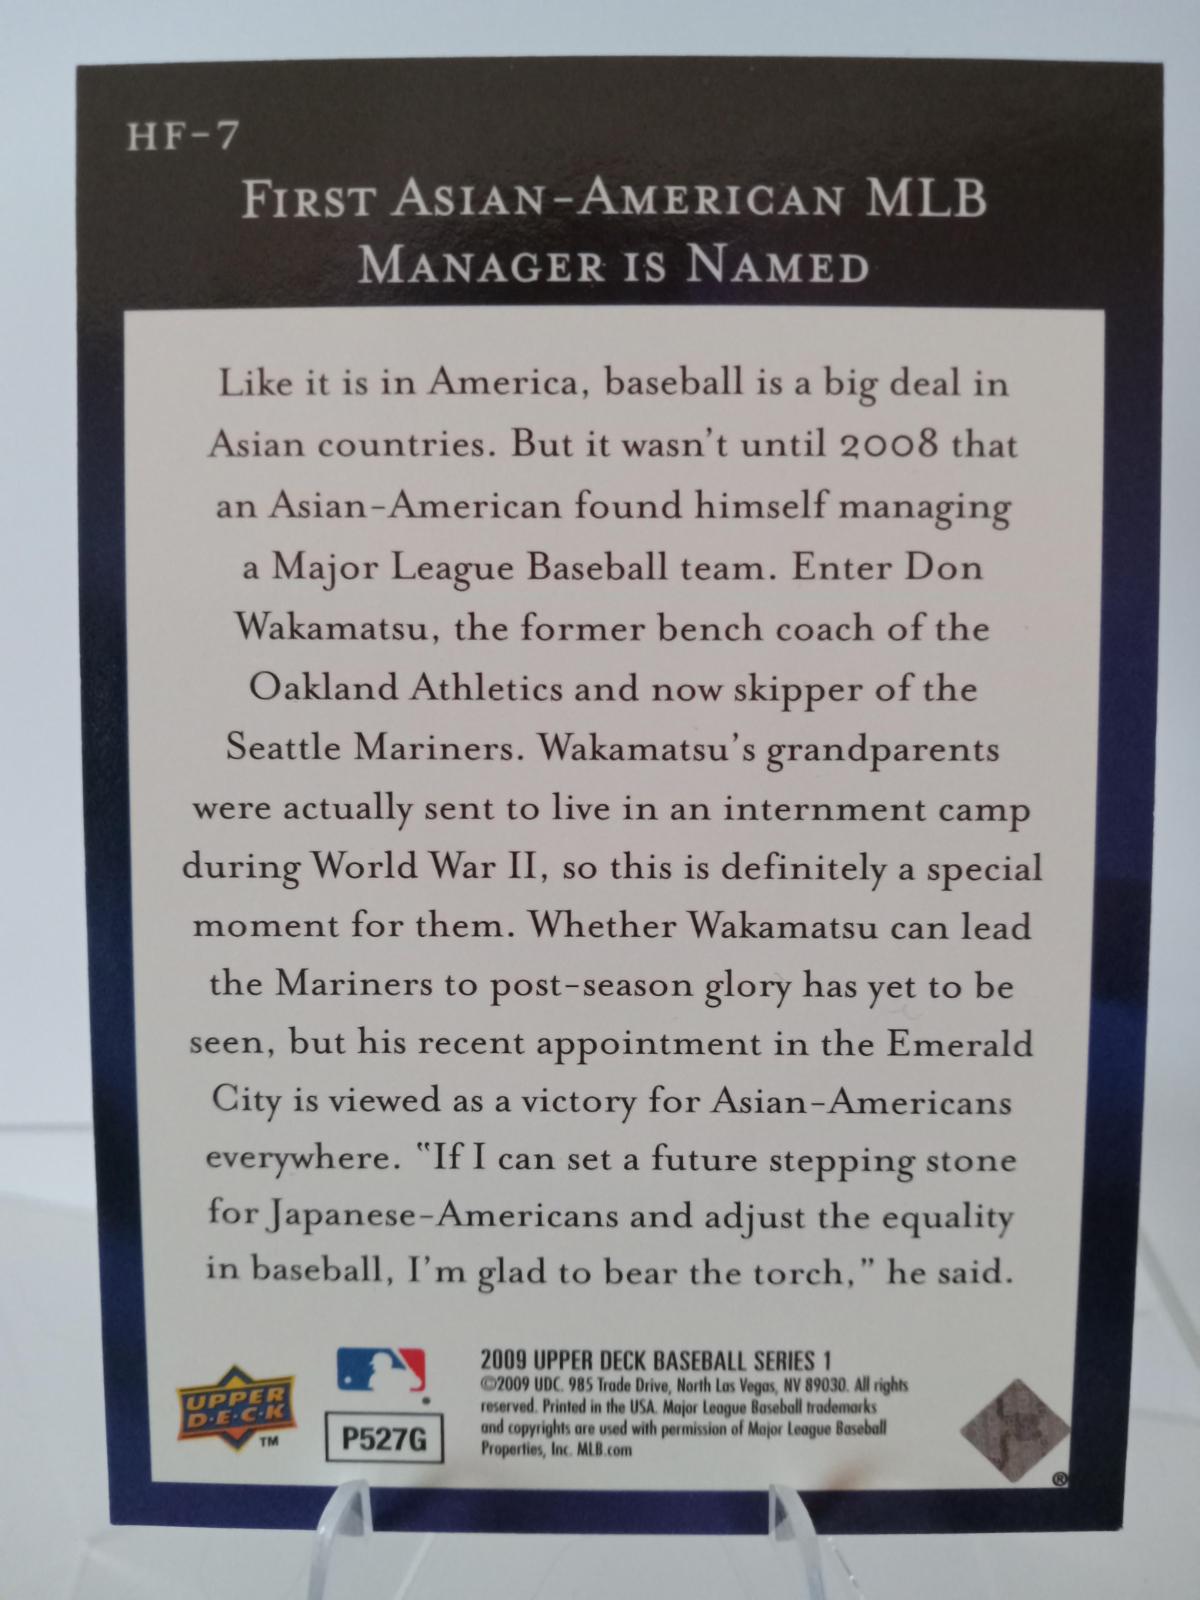 HF-7
First Asian-American MLB
Manager is Named
Like it is in America, baseball is a big deal in
Asian countries. But it wasn't until 2008 that
an Asian-American found himself managing
a Major League Baseball team. Enter Don
Wakamatsu, the former bench coach of the
Oakland Athletics and now skipper of the
Seattle Mariners. Wakamatsu's grandparents
were actually sent to live in an internment camp
during World War II, so this is definitely a special
moment for them. Whether Wakamatsu can lead
the Mariners to post-season glory has yet to be
seen, but his recent appointment in the Emerald
City is viewed as a victory for Asian-Americans
everywhere. "If I can set a future stepping stone
for Japanese-Americans and adjust the equality
in baseball, I'm glad to bear the torch," he said.
UPPER
D·E·C·K
™
P527G
2009 UPPER DECK BASEBALL SERIES 1
©2009 UDC. 985 Trade Drive, North Las Vegas, NV 89030. All rights
reserved. Printed in the USA. Major League Baseball trademarks
and copyrights are used with permission of Major League Baseball
Properties, Inc. MLB.com
®